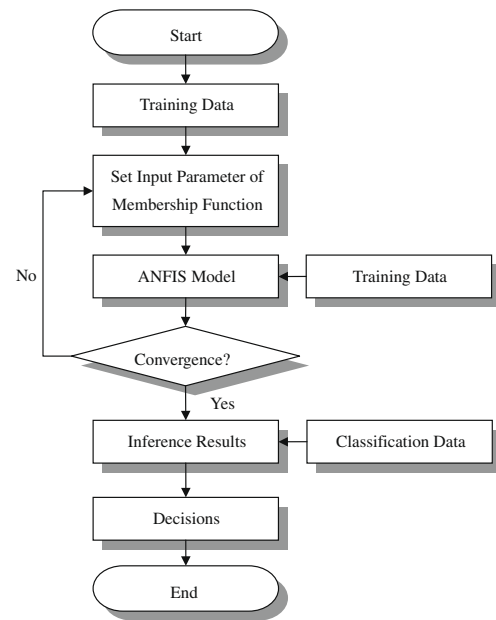 Start
Training Data
Set Input Parameter of
Membership Function
No
ANFIS Model
Training Data
Convergence?
Yes
Inference Results
Classification Data
Decisions
End